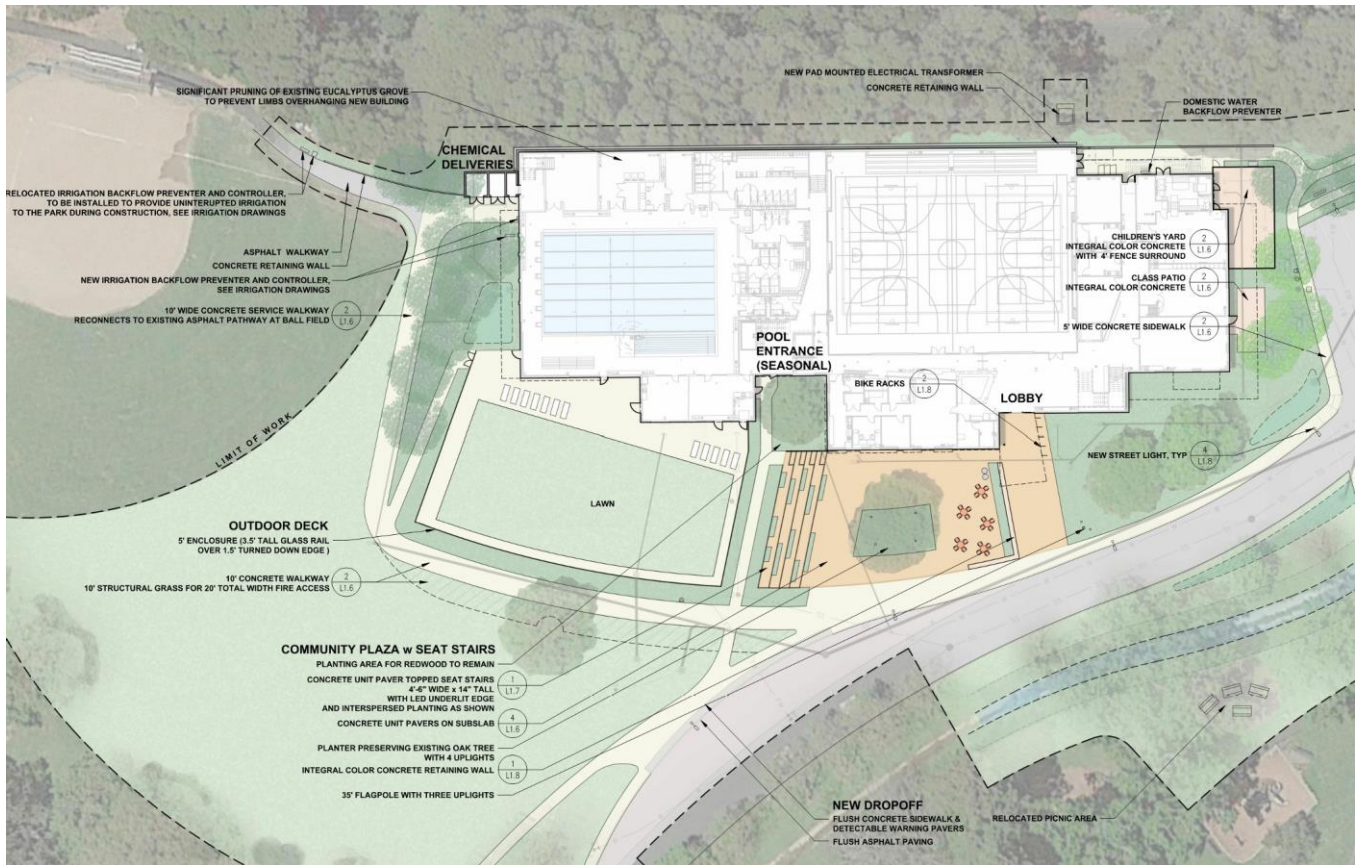 NEW PAD MOUNTED ELECTRICAL TRANSFORMER
CONCRETE RETAINING WALL
SIGNIFICANT PRUNING OF EXISTING EUCALYPTUS GROVE
TO PREVENT LIMBS OVERHANGING NEW BUILDING
DOMESTIC WATER
BACKFLOW PREVENTER
CHEMICAL
DELIVERIES
RELOCATED IRRIGATION BACKFLOW PREVENTER AND CONTROLLER,
TO BE INSTALLED TO PROVIDE UNINTERUPTED IRRIGATION
TO THE PARK DURING CONSTRUCTION, SEE IRRIGATION DRAWINGS
ASPHALT WALKWAY
CONCRETE RETAINING WALL
NEW IRRIGATION BACKFLOW PREVENTER AND CONTROLLER,
SEE IRRIGATION DRAWINGS
10' WIDE CONCRETE SERVICE WALKWAY
RECONNECTS TO EXISTING ASPHALT PATHWAY AT BALL FIELD
2
L1.6
CHILDREN'S YARD
INTEGRAL COLOR CONCRETE
WITH 4' FENCE SURROUND
2
L1.6
CLASS PATIO
INTEGRAL COLOR CONCRETE
2
L1.6
5' WIDE CONCRETE SIDEWALK
2
L1.6
POOL
ENTRANCE
(SEASONAL)
BIKE RACKS
2
L1.8
LOBBY
NEW STREET LIGHT, TYP
4
L1.8
LIMIT OF WORK
LAWN
OUTDOOR DECK
5' ENCLOSURE (3.5' TALL GLASS RAIL
OVER 1.5' TURNED DOWN EDGE )
10' CONCRETE WALKWAY
10' STRUCTURAL GRASS FOR 20' TOTAL WIDTH FIRE ACCESS
2
L1.6
COMMUNITY PLAZA w SEAT STAIRS
PLANTING AREA FOR REDWOOD TO REMAIN
CONCRETE UNIT PAVER TOPPED SEAT STAIRS
4'-6" WIDE x 14" TALL
WITH LED UNDERLIT EDGE
AND INTERSPERSED PLANTING AS SHOWN
1
L1.7
CONCRETE UNIT PAVERS ON SUBSLAB
4
L1.6
PLANTER PRESERVING EXISTING OAK TREE
WITH 4 UPLIGHTS
INTEGRAL COLOR CONCRETE RETAINING WALL
1
L1.8
35' FLAGPOLE WITH THREE UPLIGHTS
NEW DROPOFF
FLUSH CONCRETE SIDEWALK &
DETECTABLE WARNING PAVERS
FLUSH ASPHALT PAVING
RELOCATED PICNIC AREA